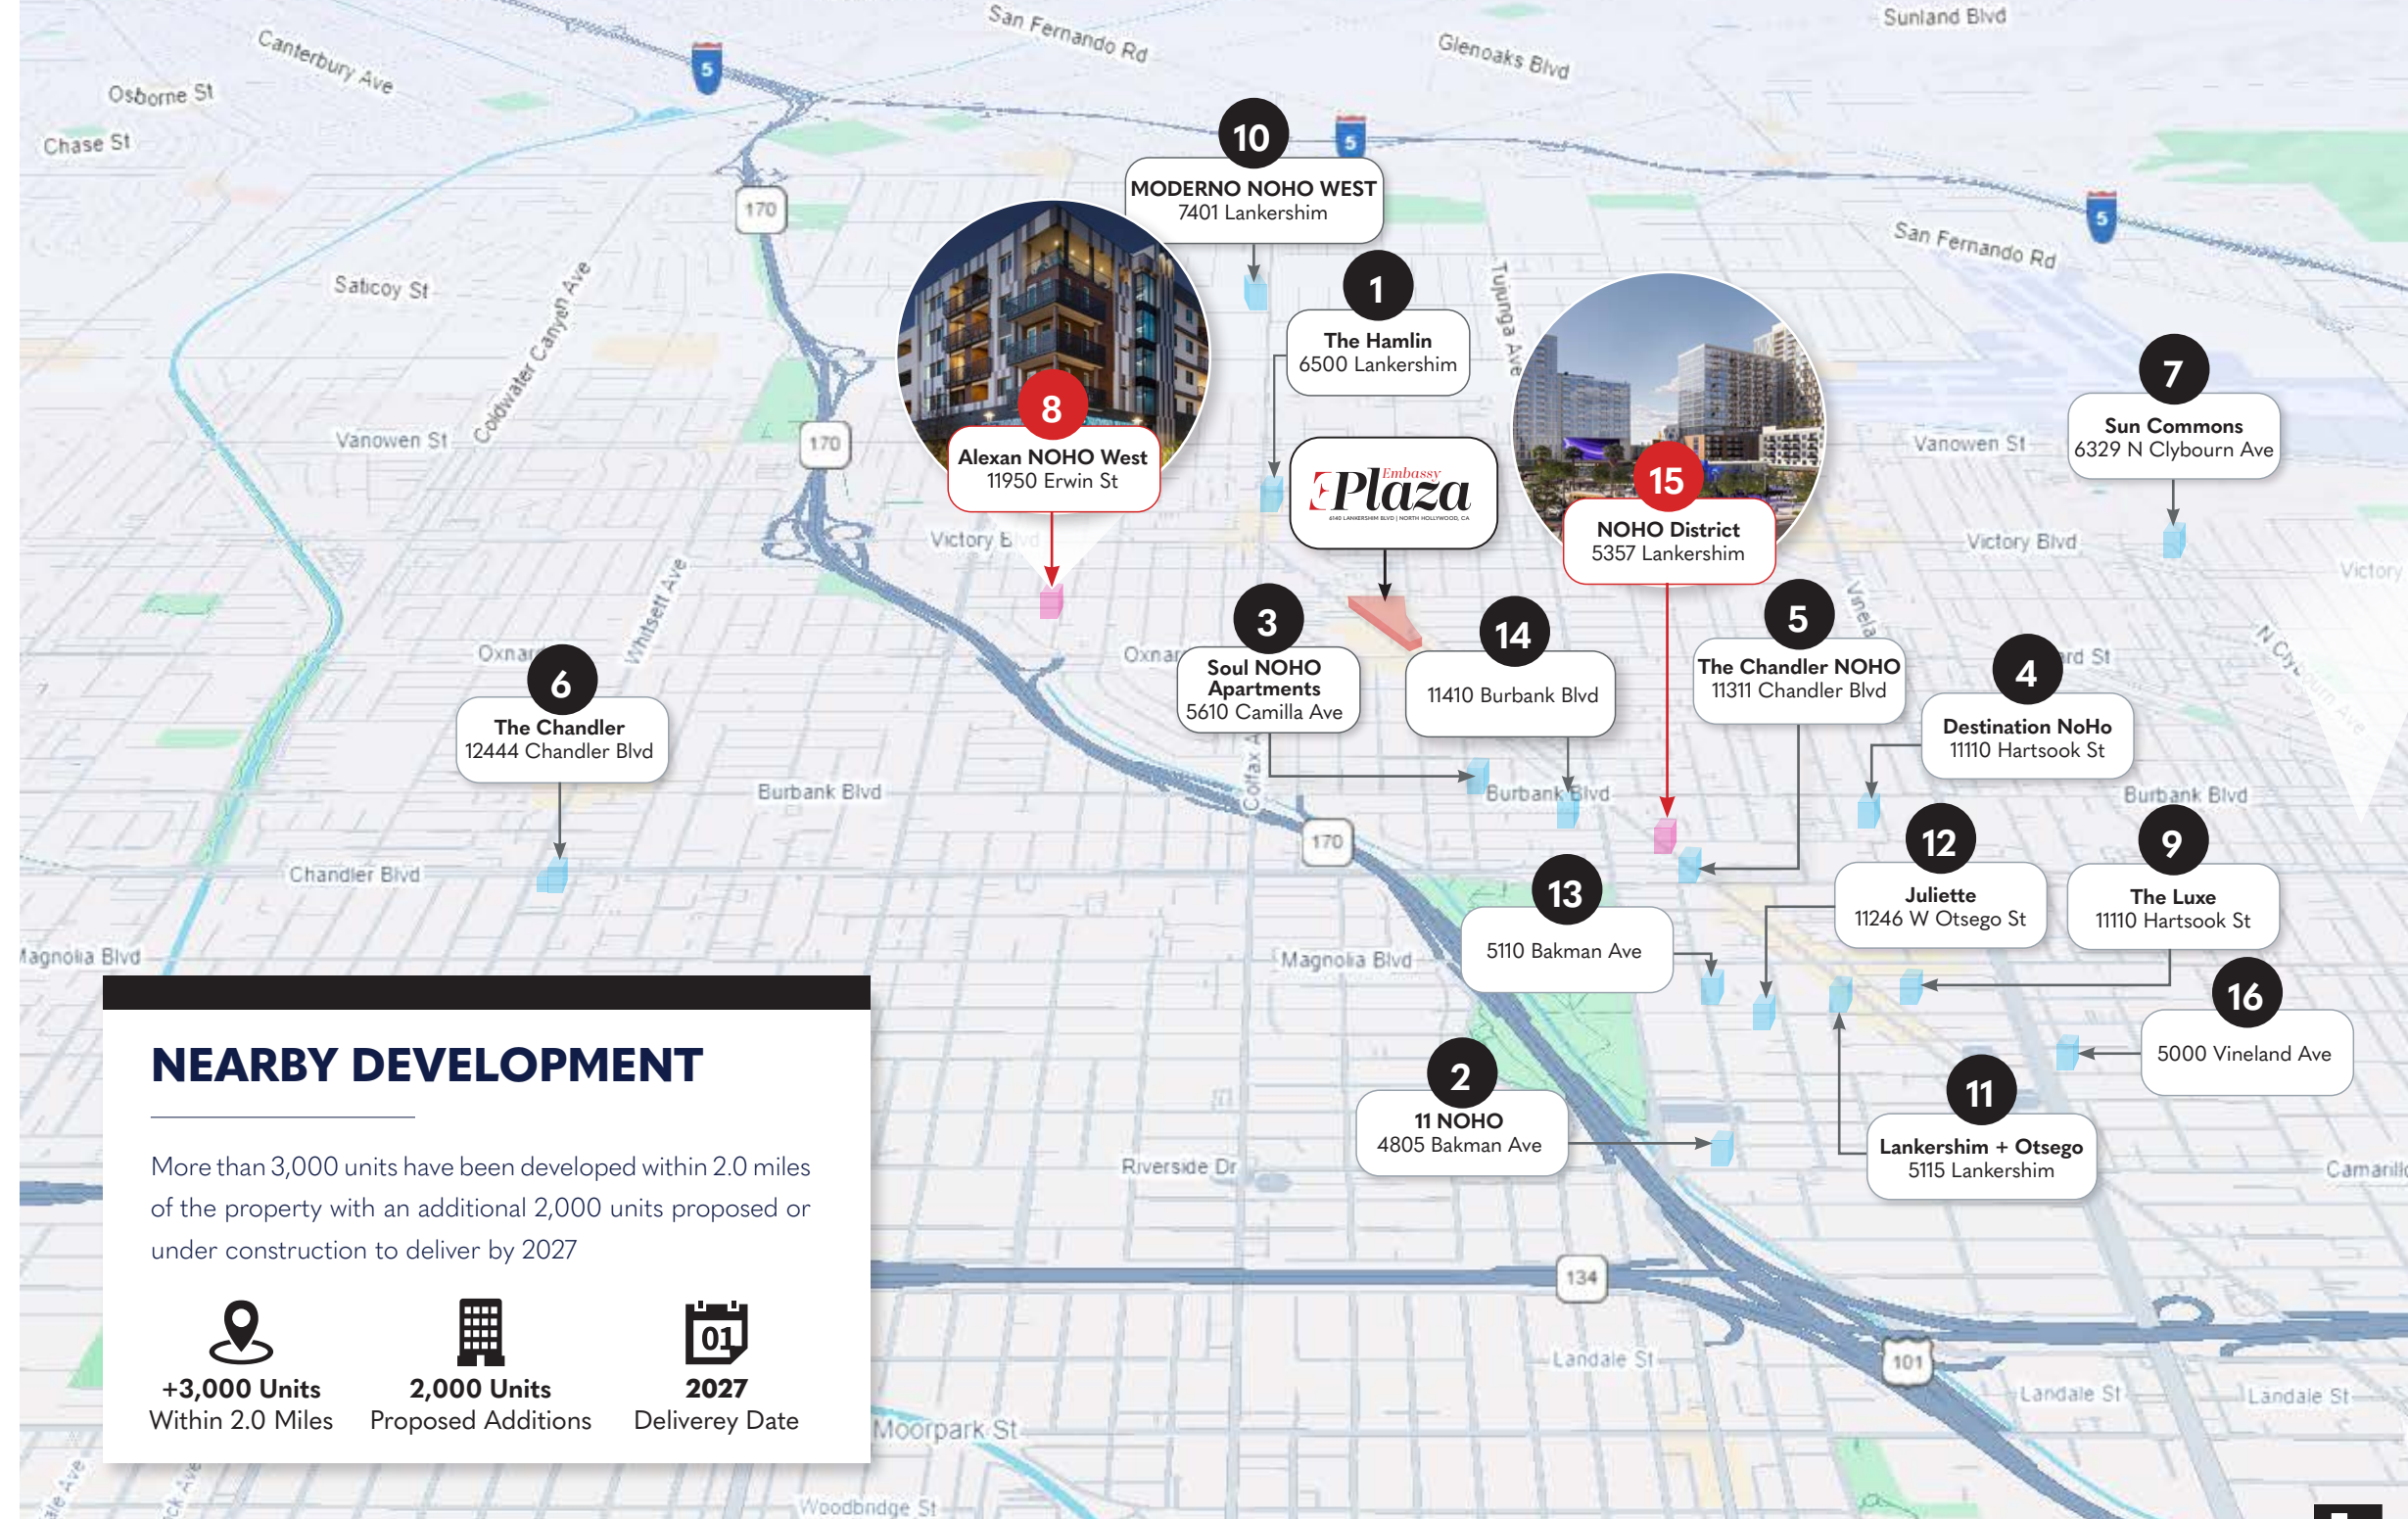 San Fernando Rd
Sunland Blvd
Canterbury Ave
Glenoaks Blvd
5
Osborne St
Chase St
10
5
MODERNO NOHO WEST
7401 Lankershim
170
5
San Fernando Rd
Saticoy St
Coldwater Canyon Ave
Tujunga Ave
1
The Hamlin
6500 Lankershim
7
Sun Commons
6329 N Clybourn Ave
Vanowen St
170
Vanowen St
8
Alexan NOHO West
11950 Erwin St
Embassy
Plaza
6140 LANKERSHIM BLVD | NORTH HOLLYWOOD, CA
15
NOHO District
5357 Lankershim
Victory Blvd
Victory Blvd
Victory
Whitsett Ave
3
Soul NOHO
Apartments
5610 Camilla Ave
14
11410 Burbank Blvd
5
The Chandler NOHO
11311 Chandler Blvd
4
Destination NoHo
11110 Hartsook St
6
The Chandler
12444 Chandler Blvd
Burbank Blvd
Burbank Blvd
Burbank Blvd
170
Chandler Blvd
12
Juliette
11246 W Otsego St
9
The Luxe
11110 Hartsook St
13
5110 Bakman Ave
Magnolia Blvd
Magnolia Blvd
16
5000 Vineland Ave
2
11 NOHO
4805 Bakman Ave
11
Lankershim + Otsego
5115 Lankershim
Riverside Dr
NEARBY DEVELOPMENT
More than 3,000 units have been developed within 2.0 miles
of the property with an additional 2,000 units proposed or
under construction to deliver by 2027
01
+3,000 Units
Within 2.0 Miles
2,000 Units
Proposed Additions
2027
Deliverey Date
134
101
Landale St
Landale St
Landale St
Moorpark St
Woodbridge St